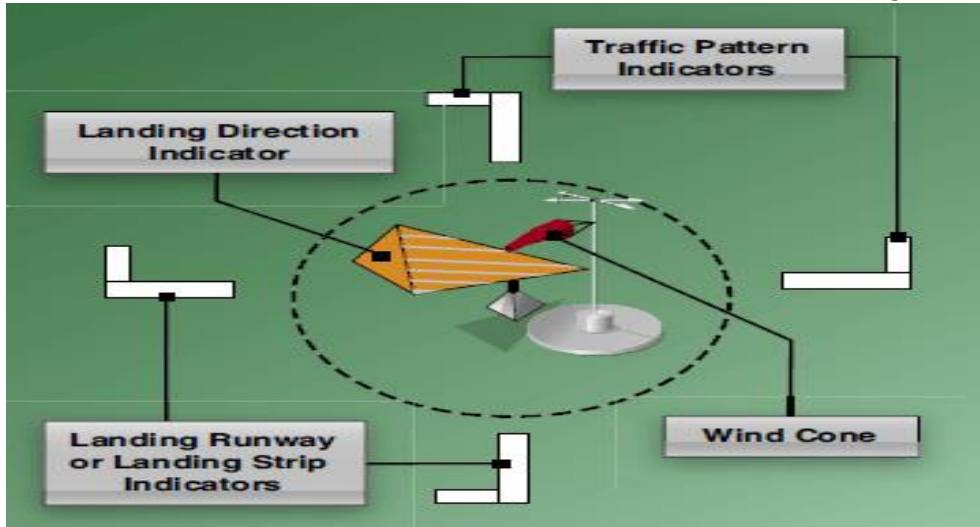 Traffic Pattern
Indicators
Landing Direction
Indicator
Landing Runway
or Landing Strip
Indicators
Wind Cone